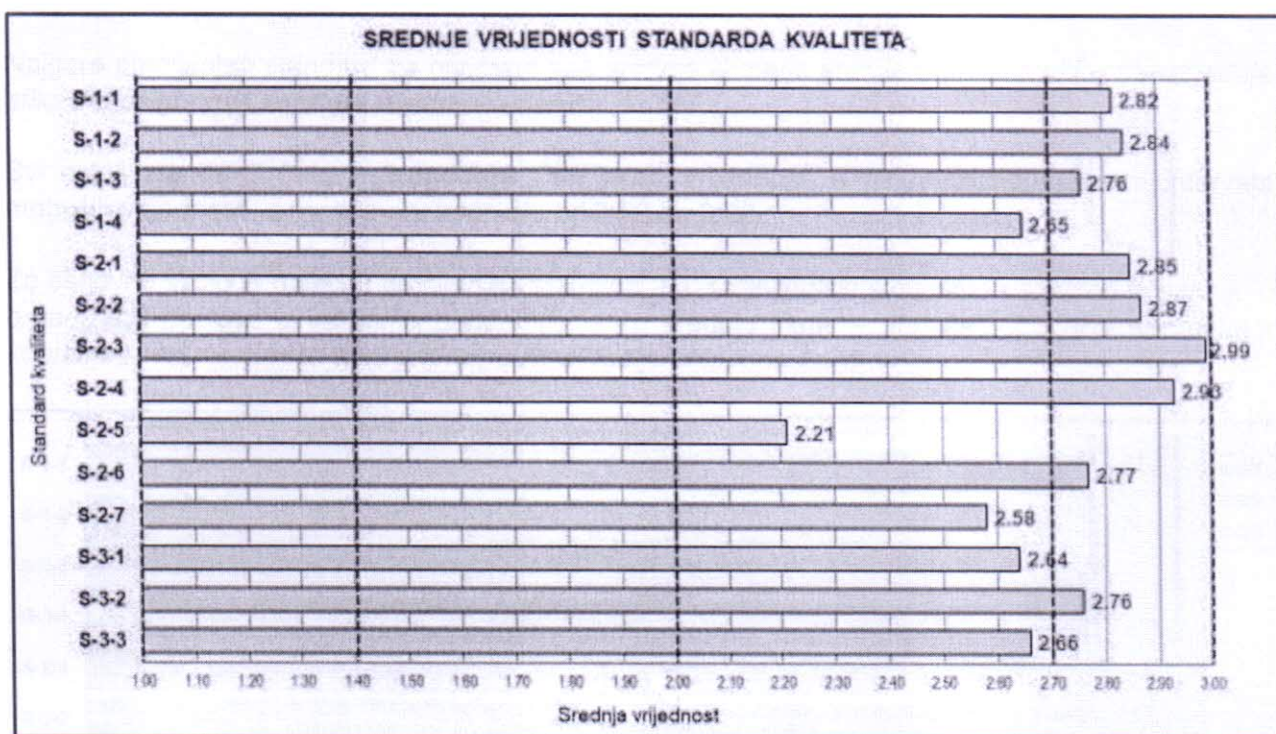 SREDNJE VRIJEDNOSTI STANDARDA KVALITETA
Standard kvaliteta
S-1-1 2.82
S-1-2 2.84
S-1-3 2.76
S-1-4 2.65
S-2-1 2.85
S-2-2 2.87
S-2-3 2.99
S-2-4 2.93
S-2-5 2.21
S-2-6 2.77
S-2-7 2.58
S-3-1 2.64
S-3-2 2.76
S-3-3 2.66
1.00 1.10 1.20 1.30 1.40 1.50 1.60 1.70 1.80 1.90 2.00 2.10 2.20 2.30 2.40 2.50 2.60 2.70 2.80 2.90 3.00
Srednja vrijednost